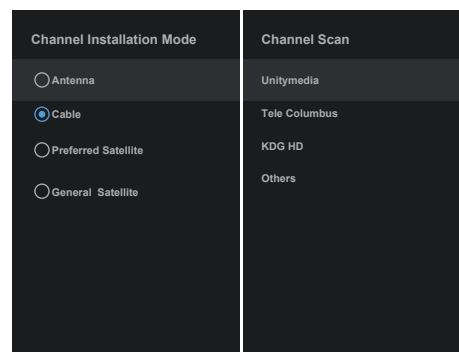 Channel Installation Mode
Antenna
Cable
Preferred Satellite
General Satellite
Channel Scan
Unitymedia
Tele Columbus
KDG HD
Others